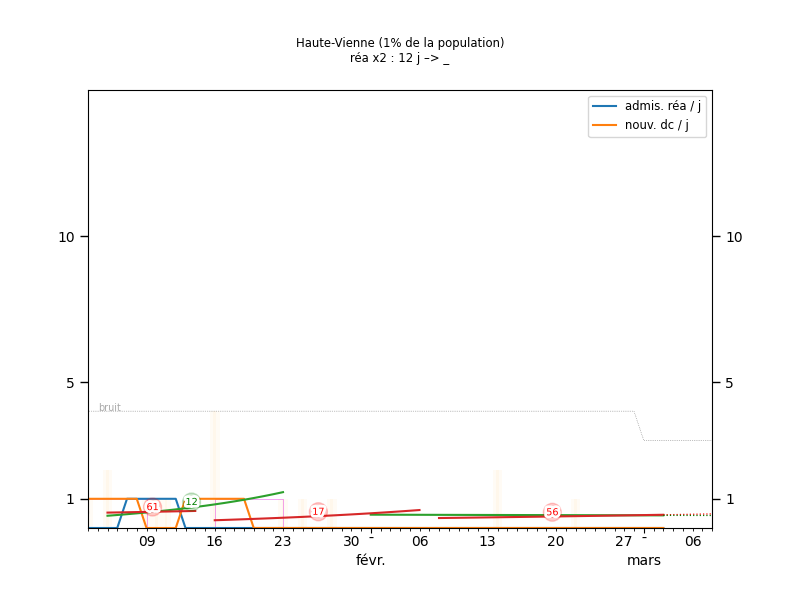 Haute-Vienne (1% de la population)
réa x2 : 12 j –> _
admis. réa / j
nouv. dc / j
10 10
5 5
bruit
1 1
61 12 17 56
09 16 23 30 - 06 13 20 27 - 06
févr. mars